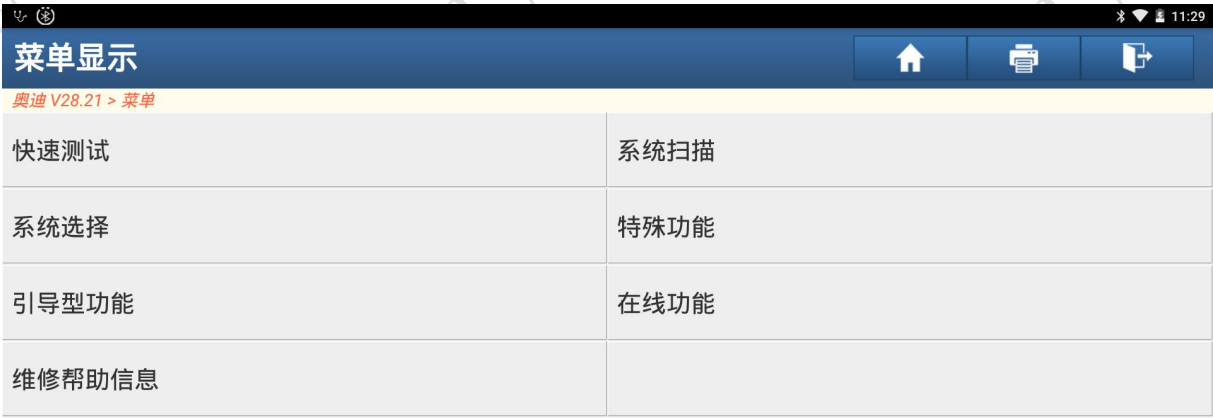 11:29
菜单显示
奥迪 V28.21 > 菜单
快速测试 系统扫描
系统选择 特殊功能
引导型功能 在线功能
维修帮助信息